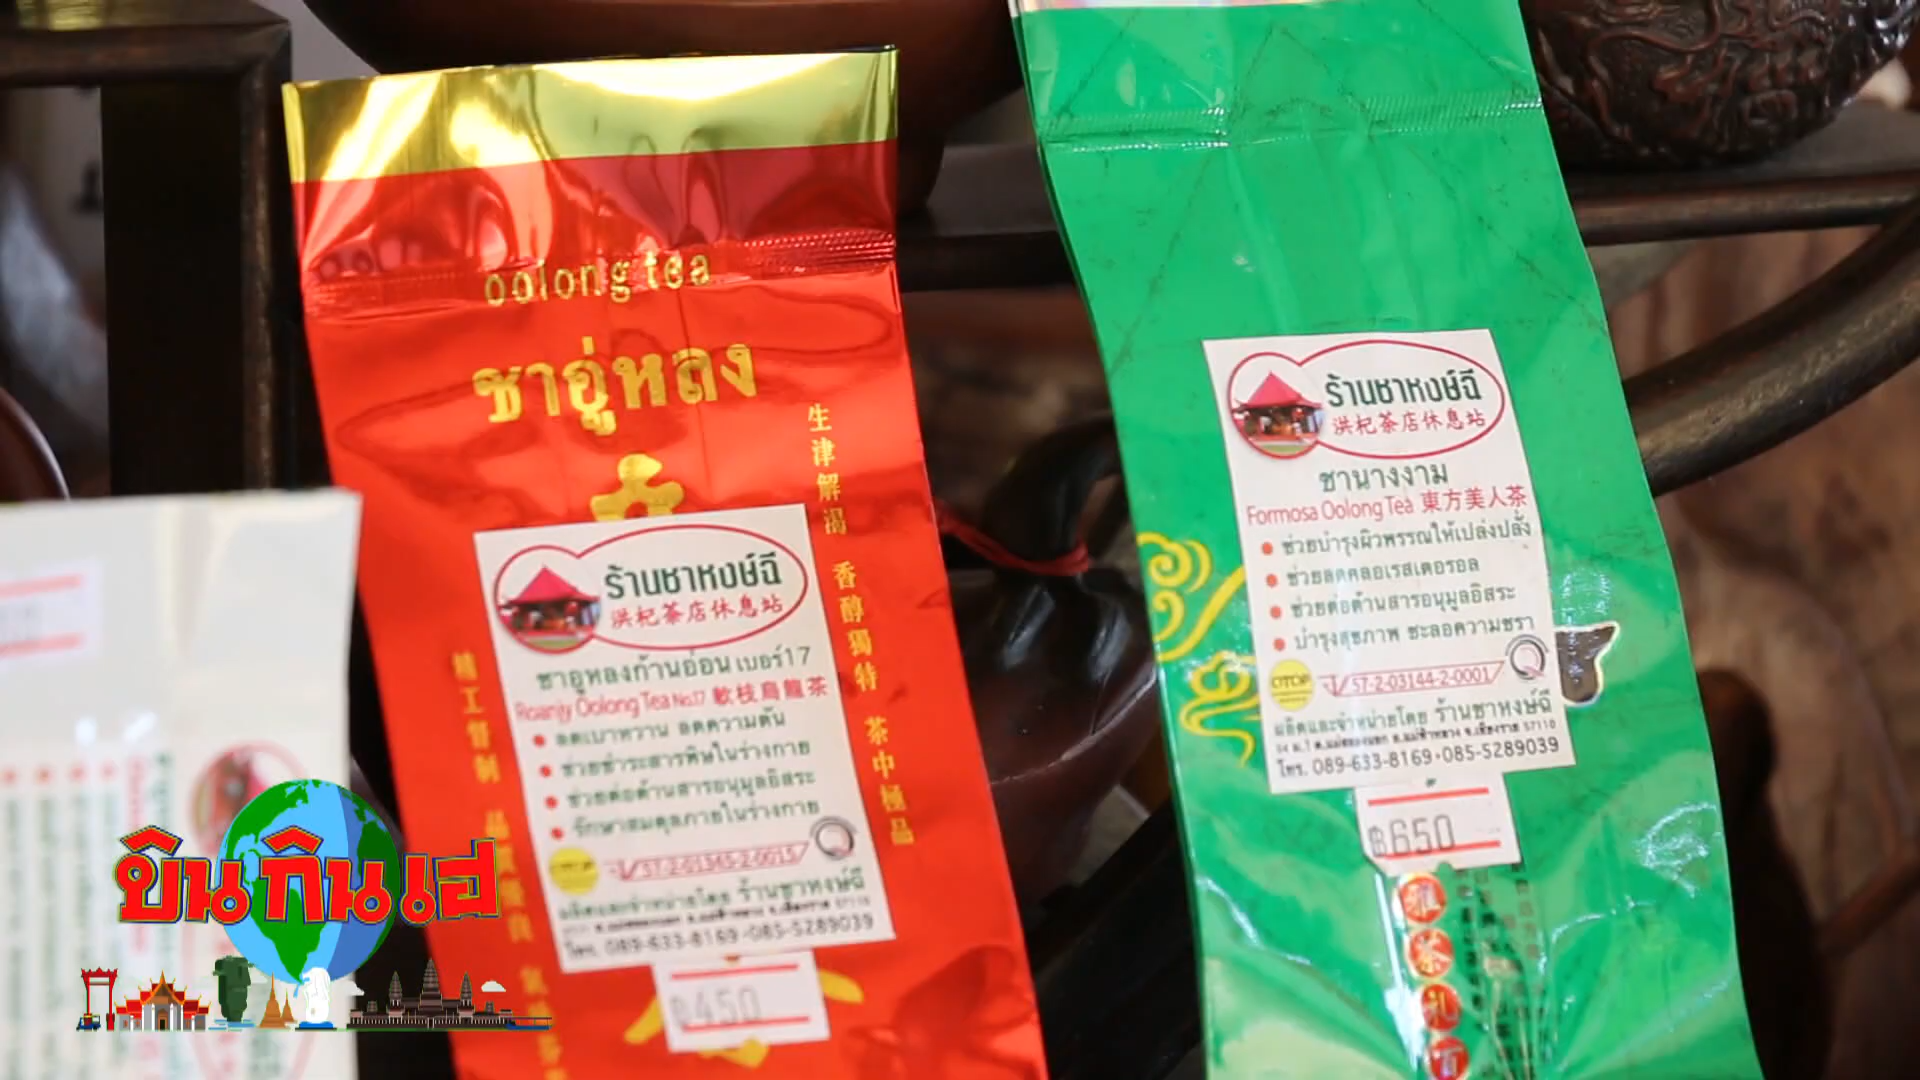 oolong tea
ชาอู่หลง
生津解渴 香醇獨特 茶中極品
精工督制
ร้านชาหงษ์ฉี
洪杞茶店休息站
ชาอูหลงก้านอ่อน เบอร์ 17
Roanjy Oolong Tea No.17 軟枝烏龍茶
ลดเบาหวาน ลดความดัน
ช่วยชำระสารพิษในร่างกาย
ช่วยต่อต้านสารอนุมูลอิสระ
รักษาสมดุลภายในร่างกาย
OTOP
ผลิตและจำหน่ายโดย ร้านชาหงษ์ฉี
โทร. 089-633-8169 ·085-5289039
฿450
ร้านชาหงษ์ฉี
洪杞茶店休息站
ชานางงาม
Formosa Oolong Tea 東方美人茶
ช่วยบำรุงผิวพรรณให้เปล่งปลั่ง
ช่วยลดคลอเรสเตอรอล
ช่วยต่อต้านสารอนุมูลอิสระ
บำรุงสุขภาพ ชะลอความชรา
OTOP
57-2-03144-2-0001
Q
ผลิตและจำหน่ายโดย ร้านชาหงษ์ฉี
โทร. 089-633-8169 ·085-5289039
฿650
雅茶礼百
บินกินเฮ